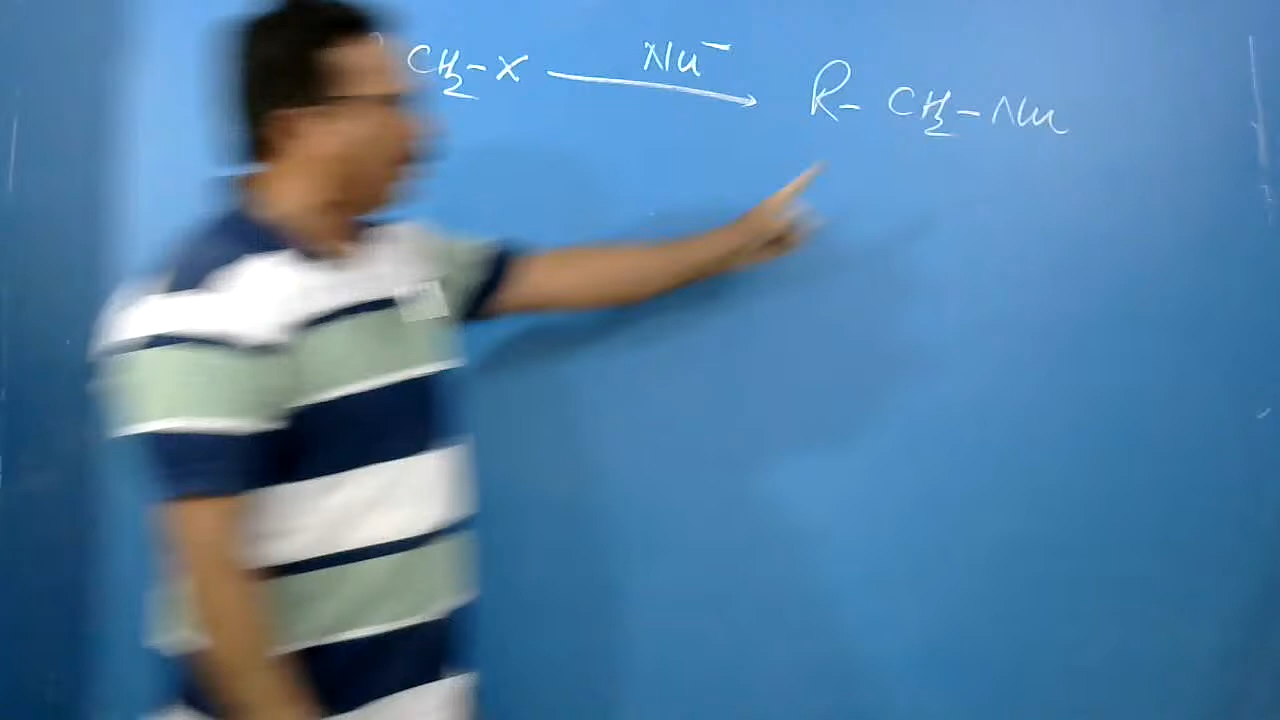 CH₂-X Nu⁻ → R- CH₂-Nu